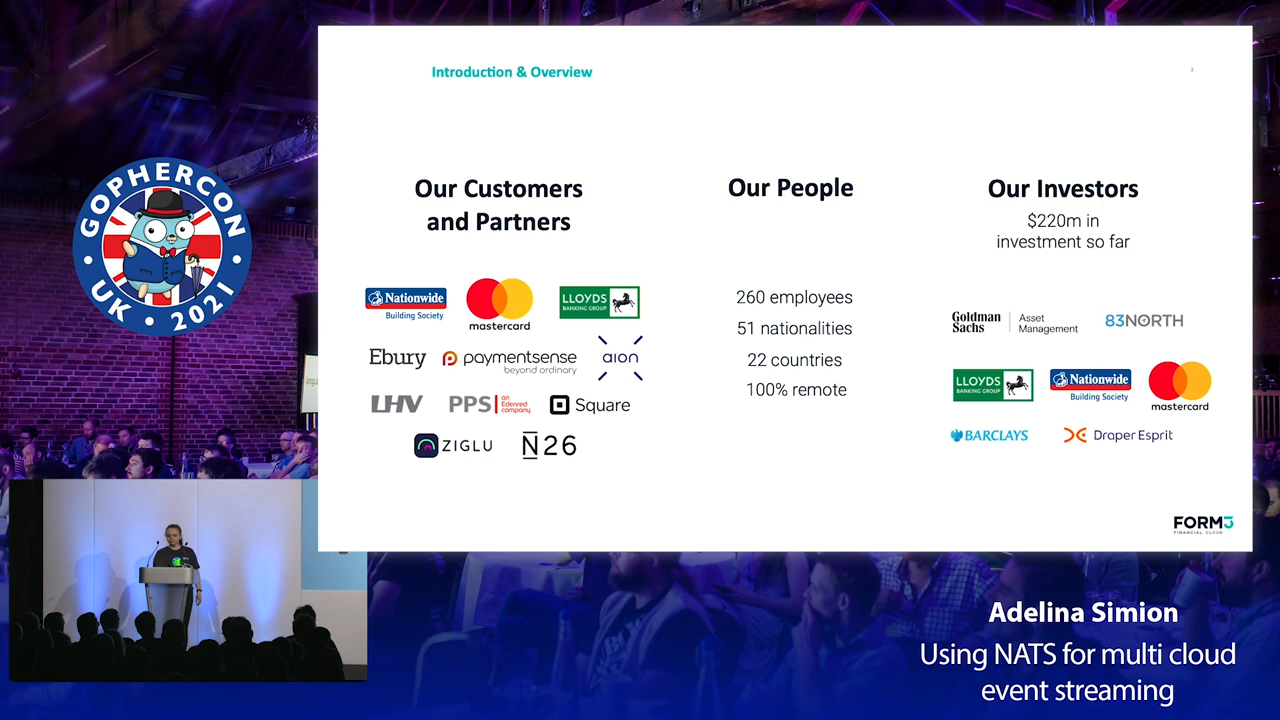 GOPHERCON
UK • 2021
Introduction & Overview
3
Our Customers
and Partners
Nationwide
Building Society
mastercard
LLOYDS
BANKING GROUP
Ebury
paymentsense
beyond ordinary
aion
LHV
PPS
an
Edenred
company
Square
ZIGLU
N26
Our People
260 employees
51 nationalities
22 countries
100% remote
Our Investors
$220m in
investment so far
Goldman
Sachs
Asset
Management
83NORTH
LLOYDS
BANKING GROUP
Nationwide
Building Society
mastercard
BARCLAYS
Draper Esprit
FORM3
FINANCIAL CLOUD
Adelina Simion
Using NATS for multi cloud
event streaming